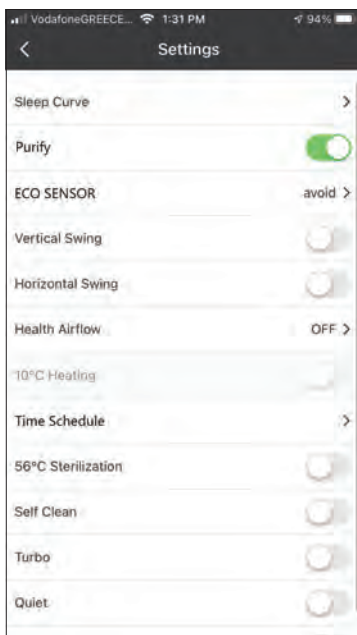 VodafoneGREECE... 1:31 PM 94%
Settings
Sleep Curve
Purify
ECO SENSOR avoid
Vertical Swing
Horizontal Swing
Health Airflow OFF
10°C Heating
Time Schedule
56°C Sterilization
Self Clean
Turbo
Quiet